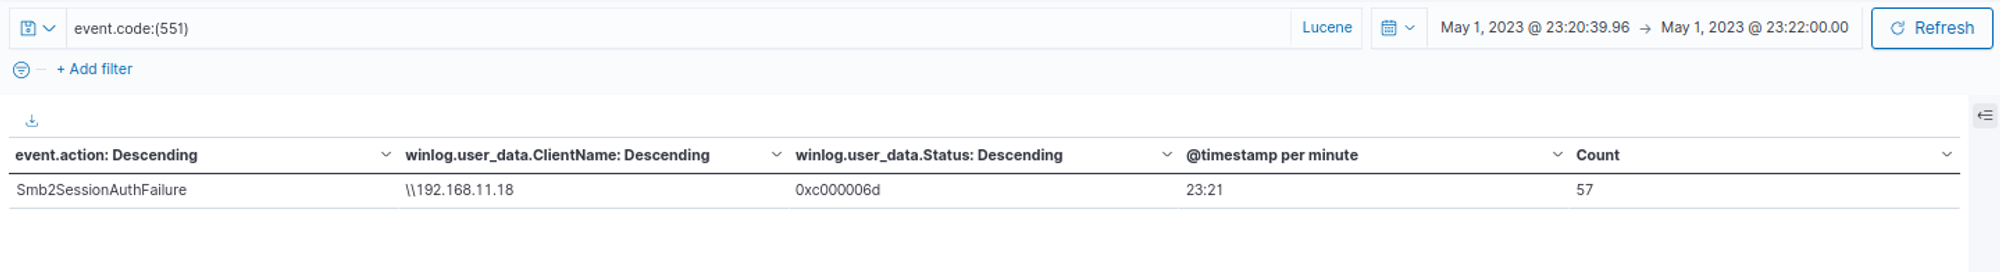 event.code:(551) Lucene May 1, 2023 @ 23:20:39.96 → May 1, 2023 @ 23:22:00.00 Refresh
+ Add filter
event.action: Descending winlog.user_data.ClientName: Descending winlog.user_data.Status: Descending @timestamp per minute Count
Smb2SessionAuthFailure \\192.168.11.18 0xc000006d 23:21 57